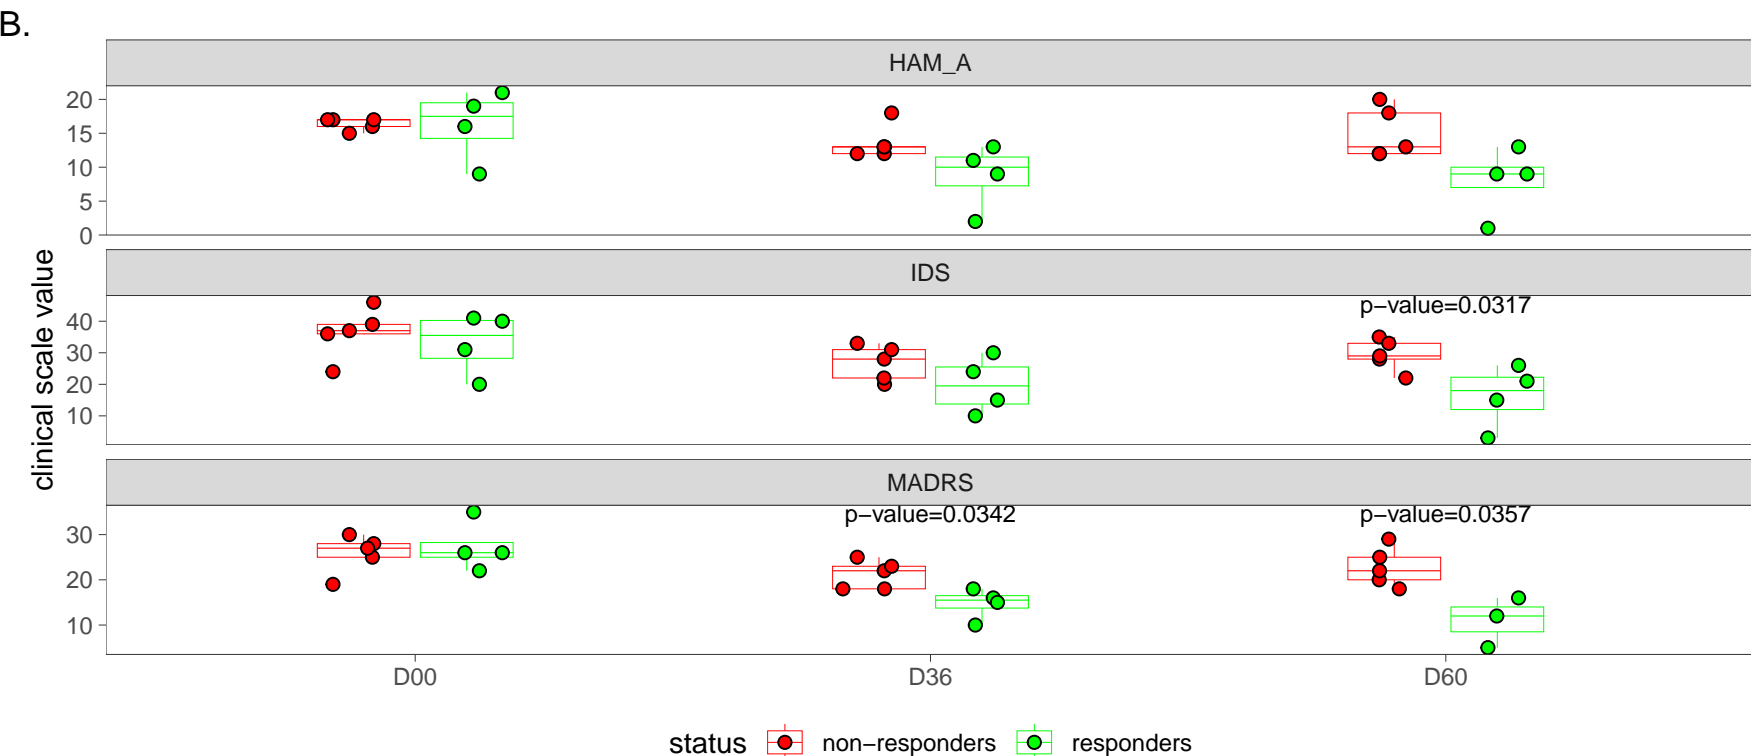 B.
HAM_A
20
15
10
5
0
IDS
p−value=0.0317
40
30
20
10
MADRS
p−value=0.0342
p−value=0.0357
30
20
10
clinical scale value
D00
D36
D60
status
non−responders
responders